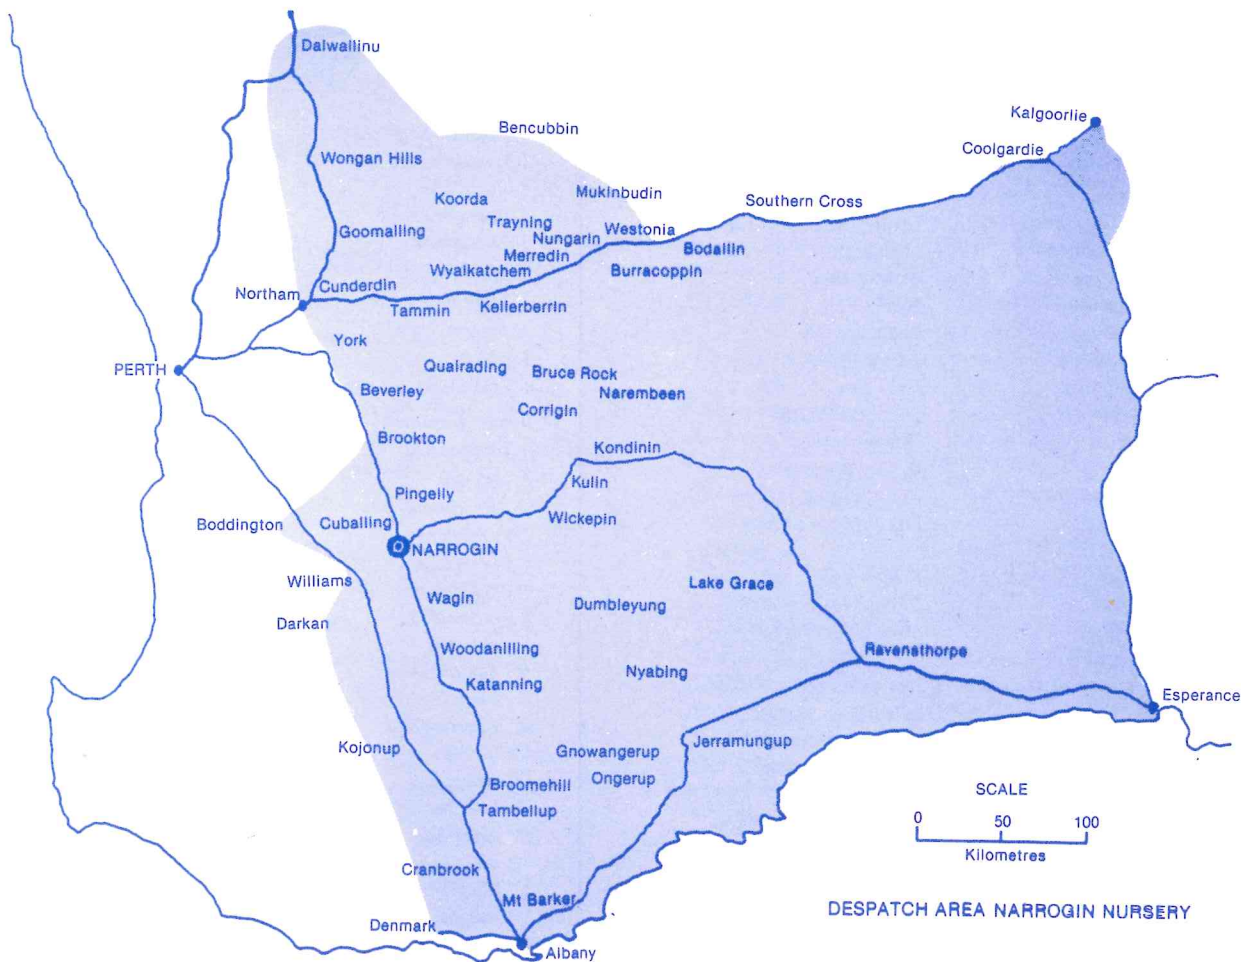 Dalwallinu
Bencubbin
Kalgoorlie
Coolgardie
Wongan Hills
Koorda
Mukinbudin
Southern Cross
Trayning
Goomalling
Nungarin
Westonia
Merredin
Bodallin
Wyalkatchem
Burracoppin
Northam
Cunderdin
Tammin
Kellerberrin
York
PERTH
Quairading
Bruce Rock
Beverley
Narembeen
Corrigin
Brookton
Kondinin
Kulin
Pingelly
Boddington
Cuballing
Wickepin
NARROGIN
Williams
Lake Grace
Wagin
Dumbleyung
Darkan
Woodanilling
Ravensthorpe
Nyabing
Katanning
Esperance
Kojonup
Gnowangerup
Jerramungup
Ongerup
Broomehill
Tambellup
SCALE
0 50 100
Kilometres
Cranbrook
Mt Barker
DESPATCH AREA NARROGIN NURSERY
Denmark
Albany